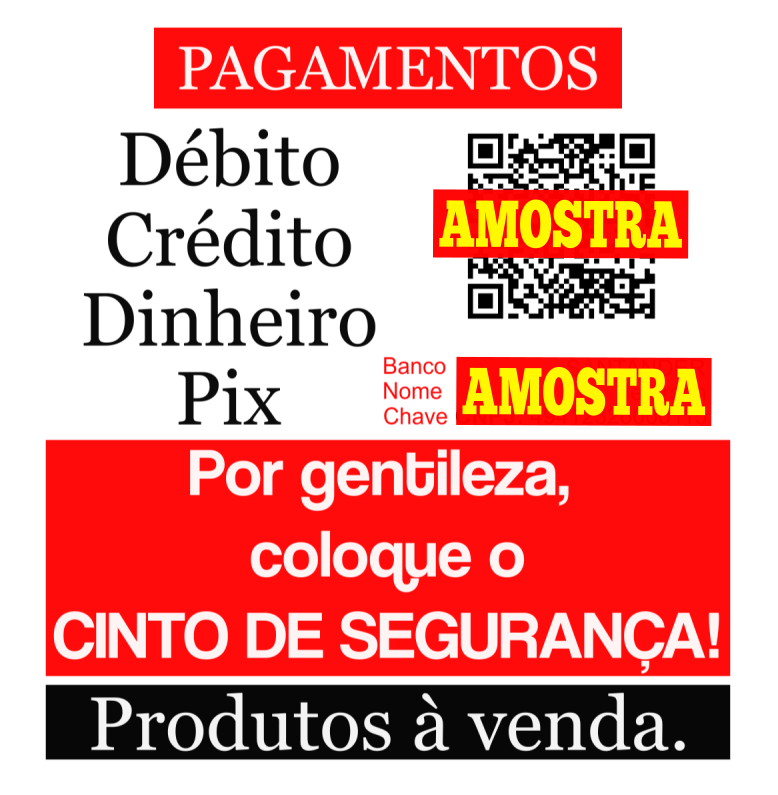 PAGAMENTOS
Débito
Crédito
Dinheiro
Pix
AMOSTRA
Banco
Nome
Chave
AMOSTRA
Por gentileza,
coloque o
CINTO DE SEGURANÇA!
Produtos à venda.